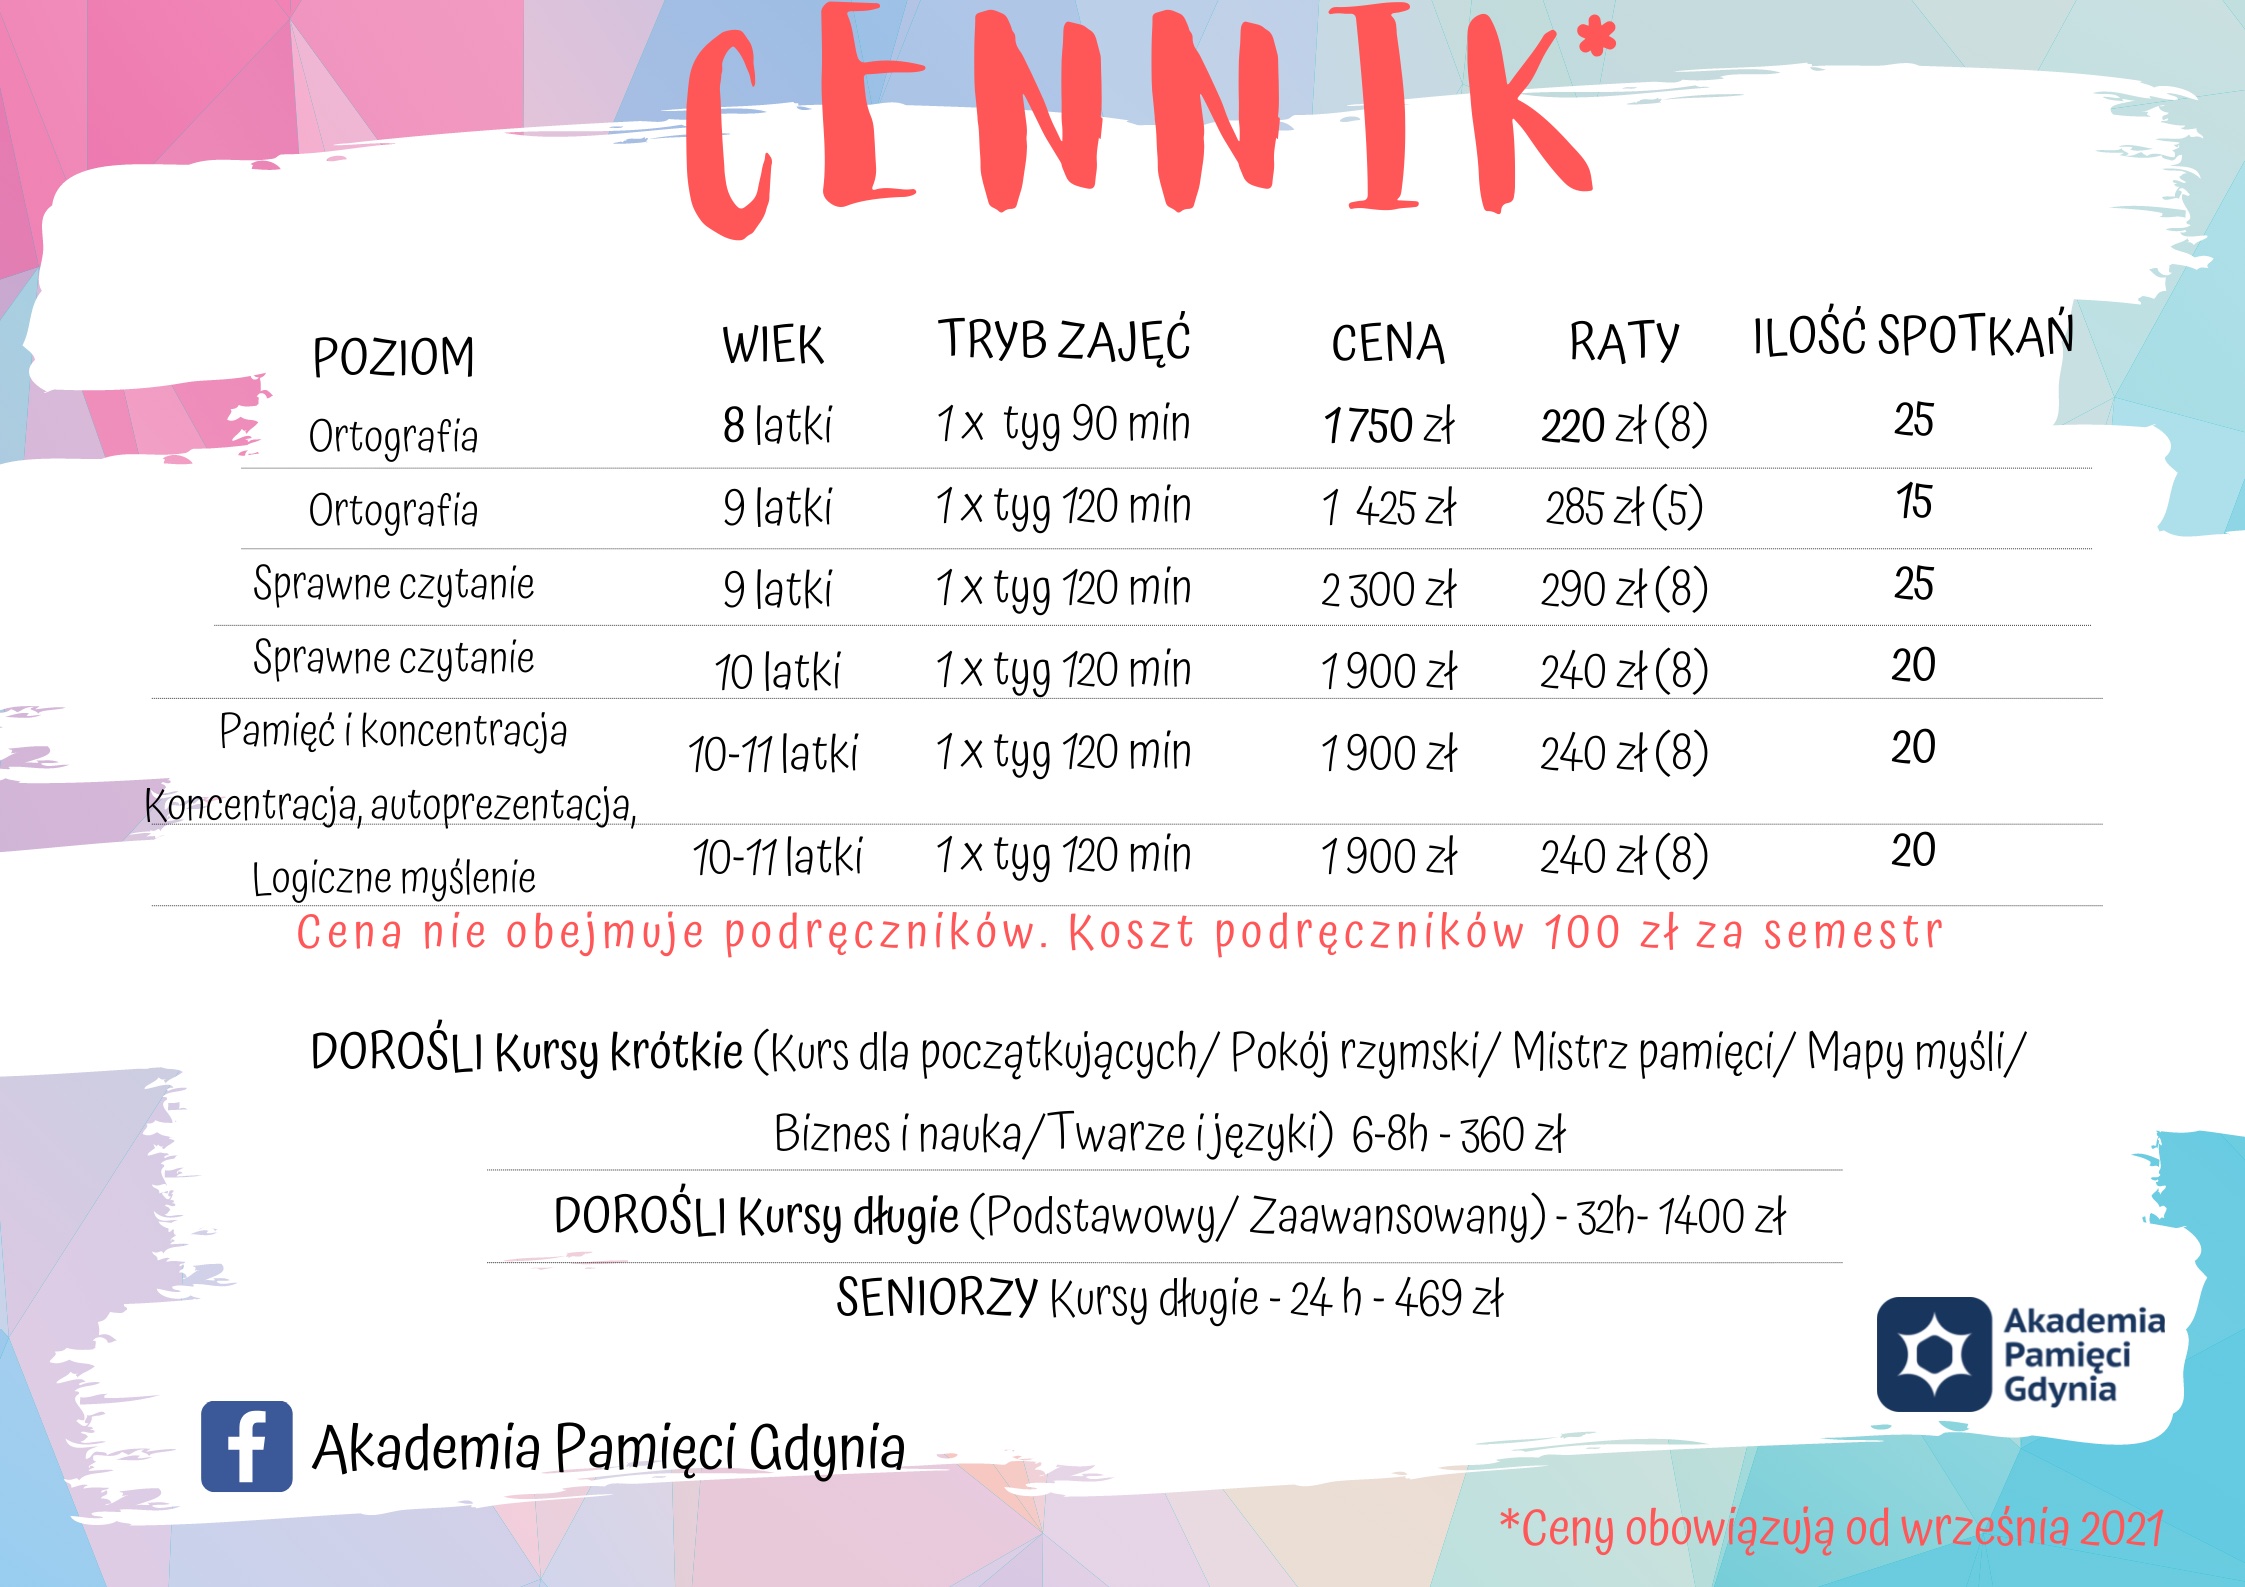 CENNIK*
POZIOM WIEK TRYB ZAJĘĆ CENA RATY ILOŚĆ SPOTKAŃ
Ortografia 8 latki 1 x tyg 90 min 1 750 zł 220 zł (8) 25
Ortografia 9 latki 1 x tyg 120 min 1 425 zł 285 zł (5) 15
Sprawne czytanie 9 latki 1 x tyg 120 min 2 300 zł 290 zł (8) 25
Sprawne czytanie 10 latki 1 x tyg 120 min 1 900 zł 240 zł (8) 20
Pamięć i koncentracja 10-11 latki 1 x tyg 120 min 1 900 zł 240 zł (8) 20
Koncentracja, autoprezentacja,
Logiczne myślenie 10-11 latki 1 x tyg 120 min 1 900 zł 240 zł (8) 20
Cena nie obejmuje podręczników. Koszt podręczników 100 zł za semestr
DOROŚLI Kursy krótkie (Kurs dla początkujących/ Pokój rzymski/ Mistrz pamięci/ Mapy myśli/
Biznes i nauka/Twarze i języki) 6-8h - 360 zł
DOROŚLI Kursy długie (Podstawowy/ Zaawansowany) - 32h- 1400 zł
SENIORZY Kursy długie - 24 h - 469 zł
Akademia
Pamięci
Gdynia
f Akademia Pamięci Gdynia
*Ceny obowiązują od września 2021